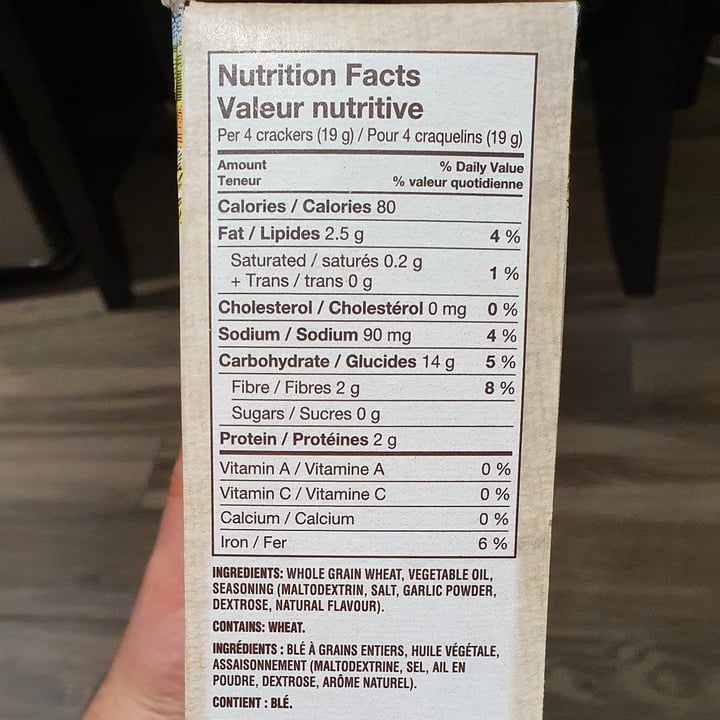 Nutrition Facts
Valeur nutritive
Per 4 crackers (19 g) / Pour 4 craquelins (19 g)
Amount % Daily Value
Teneur % valeur quotidienne
Calories / Calories 80
Fat / Lipides 2.5 g 4 %
Saturated / saturés 0.2 g
+ Trans / trans 0 g 1 %
Cholesterol / Cholestérol 0 mg 0 %
Sodium / Sodium 90 mg 4 %
Carbohydrate / Glucides 14 g 5 %
Fibre / Fibres 2 g 8 %
Sugars / Sucres 0 g
Protein / Protéines 2 g
Vitamin A / Vitamine A 0 %
Vitamin C / Vitamine C 0 %
Calcium / Calcium 0 %
Iron / Fer 6 %
INGREDIENTS: WHOLE GRAIN WHEAT, VEGETABLE OIL,
SEASONING (MALTODEXTRIN, SALT, GARLIC POWDER,
DEXTROSE, NATURAL FLAVOUR).
CONTAINS: WHEAT.
INGRÉDIENTS : BLÉ À GRAINS ENTIERS, HUILE VÉGÉTALE,
ASSAISONNEMENT (MALTODEXTRINE, SEL, AIL EN
POUDRE, DEXTROSE, ARÔME NATUREL).
CONTIENT : BLÉ.